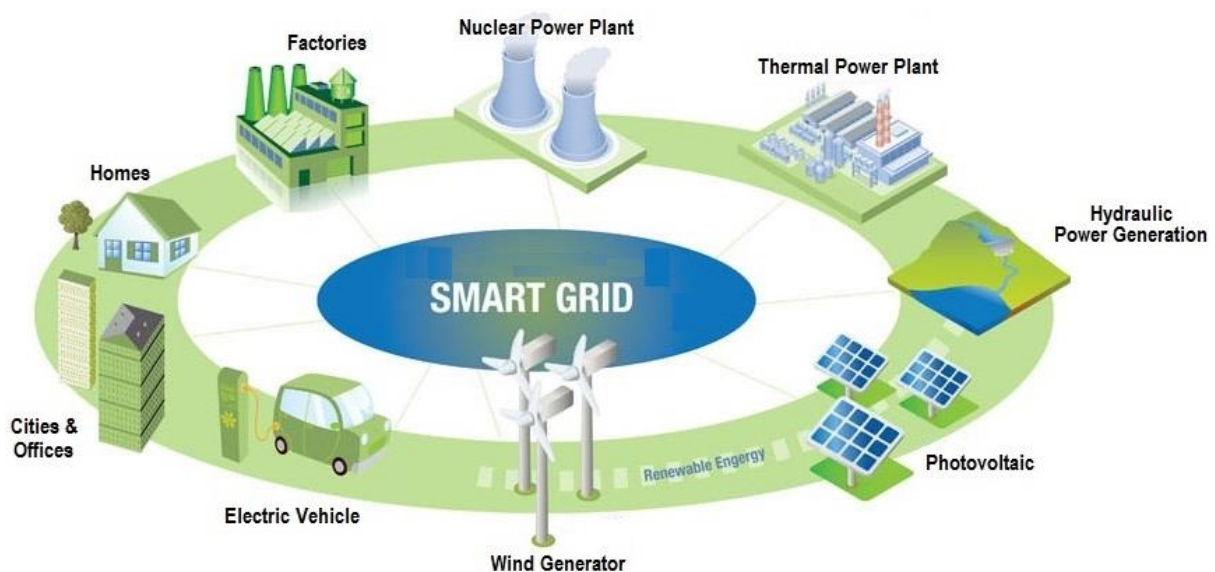 Nuclear Power Plant
Factories
Thermal Power Plant
Homes
Hydraulic
Power Generation
SMART GRID
Cities &
Offices
Renewable Engergy
Photovoltaic
Electric Vehicle
Wind Generator